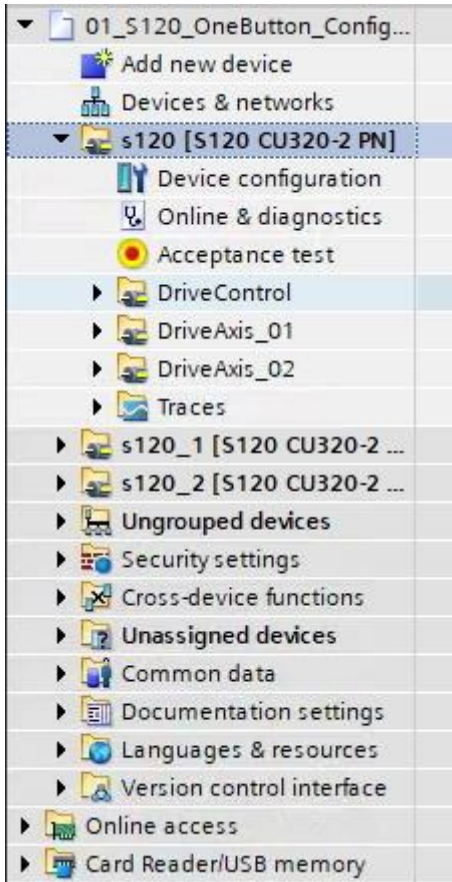 01_S120_OneButton_Config...
Add new device
Devices & networks
s120 [S120 CU320-2 PN]
Device configuration
Online & diagnostics
Acceptance test
DriveControl
DriveAxis_01
DriveAxis_02
Traces
s120_1 [S120 CU320-2 ...
s120_2 [S120 CU320-2 ...
Ungrouped devices
Security settings
Cross-device functions
Unassigned devices
Common data
Documentation settings
Languages & resources
Version control interface
Online access
Card Reader/USB memory